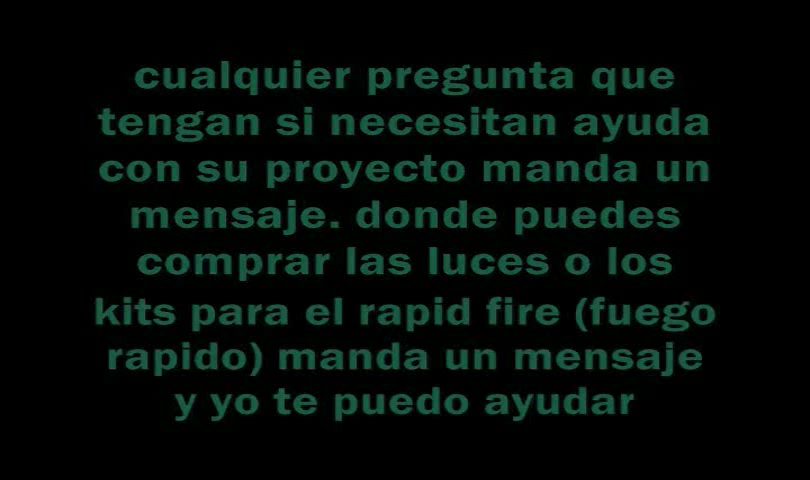 cualquier pregunta que
tengan si necesitan ayuda
con su proyecto manda un
mensaje. donde puedes
comprar las luces o los
kits para el rapid fire (fuego
rapido) manda un mensaje
y yo te puedo ayudar